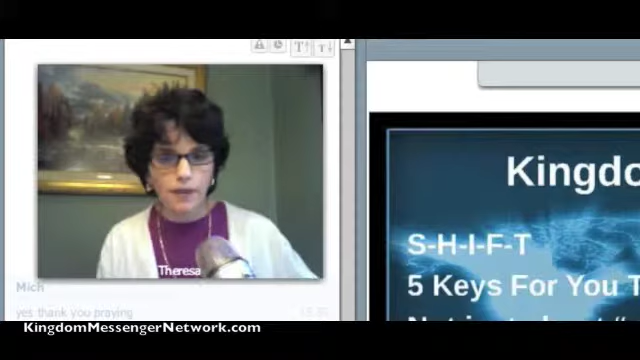 Theresa
Mich
yes thank you praying
KingdomMessengerNetwork.com
Kingdo
S-H-I-F-T
5 Keys For You T